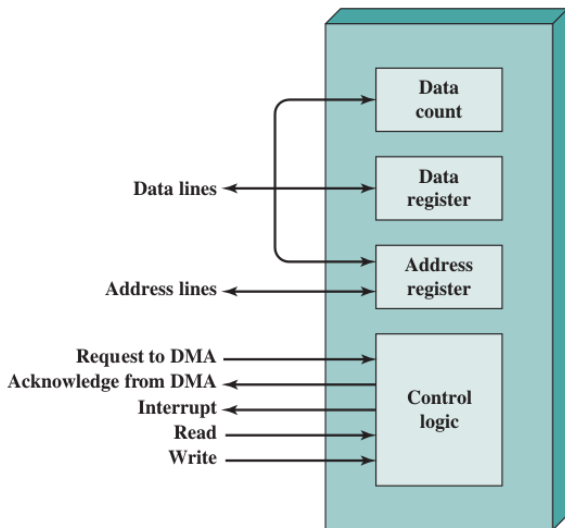 Data
count
Data lines
Data
register
Address lines
Address
register
Request to DMA
Acknowledge from DMA
Interrupt
Read
Write
Control
logic